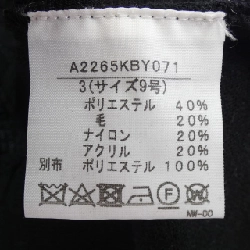 A2265KBY071
3(サイズ9号)
ポリエステル 40%
毛 20%
ナイロン 20%
アクリル 20%
別布 ポリエステル 100%
NW-00